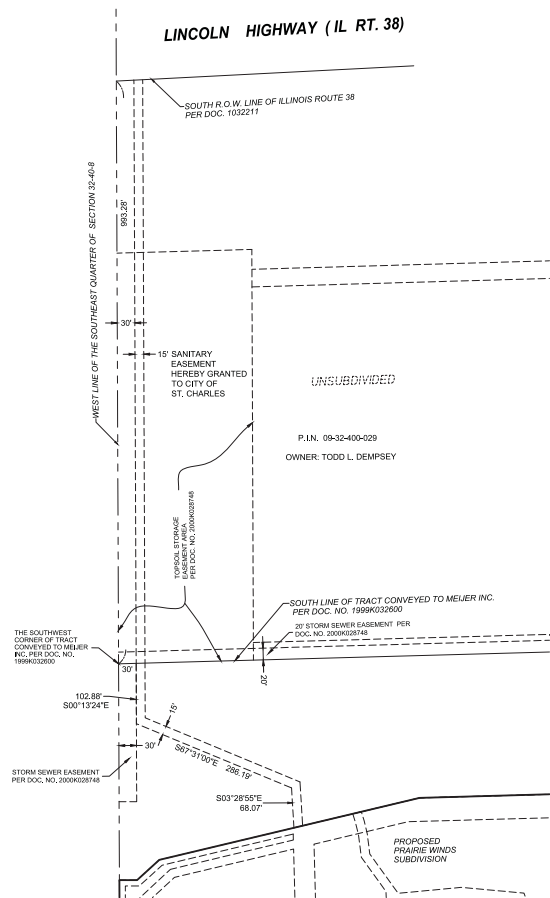 LINCOLN HIGHWAY ( IL RT. 38)
SOUTH R.O.W. LINE OF ILLINOIS ROUTE 38
PER DOC. 1032211
993.28'
WEST LINE OF THE SOUTHEAST QUARTER OF SECTION 32-40-8
30'
15' SANITARY
EASEMENT
HEREBY GRANTED
TO CITY OF
ST. CHARLES
UNSUBDIVIDED
P.I.N. 09-32-400-029
OWNER: TODD L. DEMPSEY
TOPSOIL STORAGE
EASEMENT AREA
PER DOC. NO. 2000K028748
SOUTH LINE OF TRACT CONVEYED TO MEIJER INC.
PER DOC. NO. 1999K032600
20' STORM SEWER EASEMENT PER
DOC. NO. 2000K028748
THE SOUTHWEST
CORNER OF TRACT
CONVEYED TO MEIJER
INC, PER DOC, NO,
1999K032600
30'
20'
102.88'
S00°13'24"E
15'
30'
S67°31'00"E 286.19'
STORM SEWER EASEMENT
PER DOC, NO, 2000K028748
S03°28'55"E
68.07'
PROPOSED
PRAIRIE WINDS
SUBDIVISION